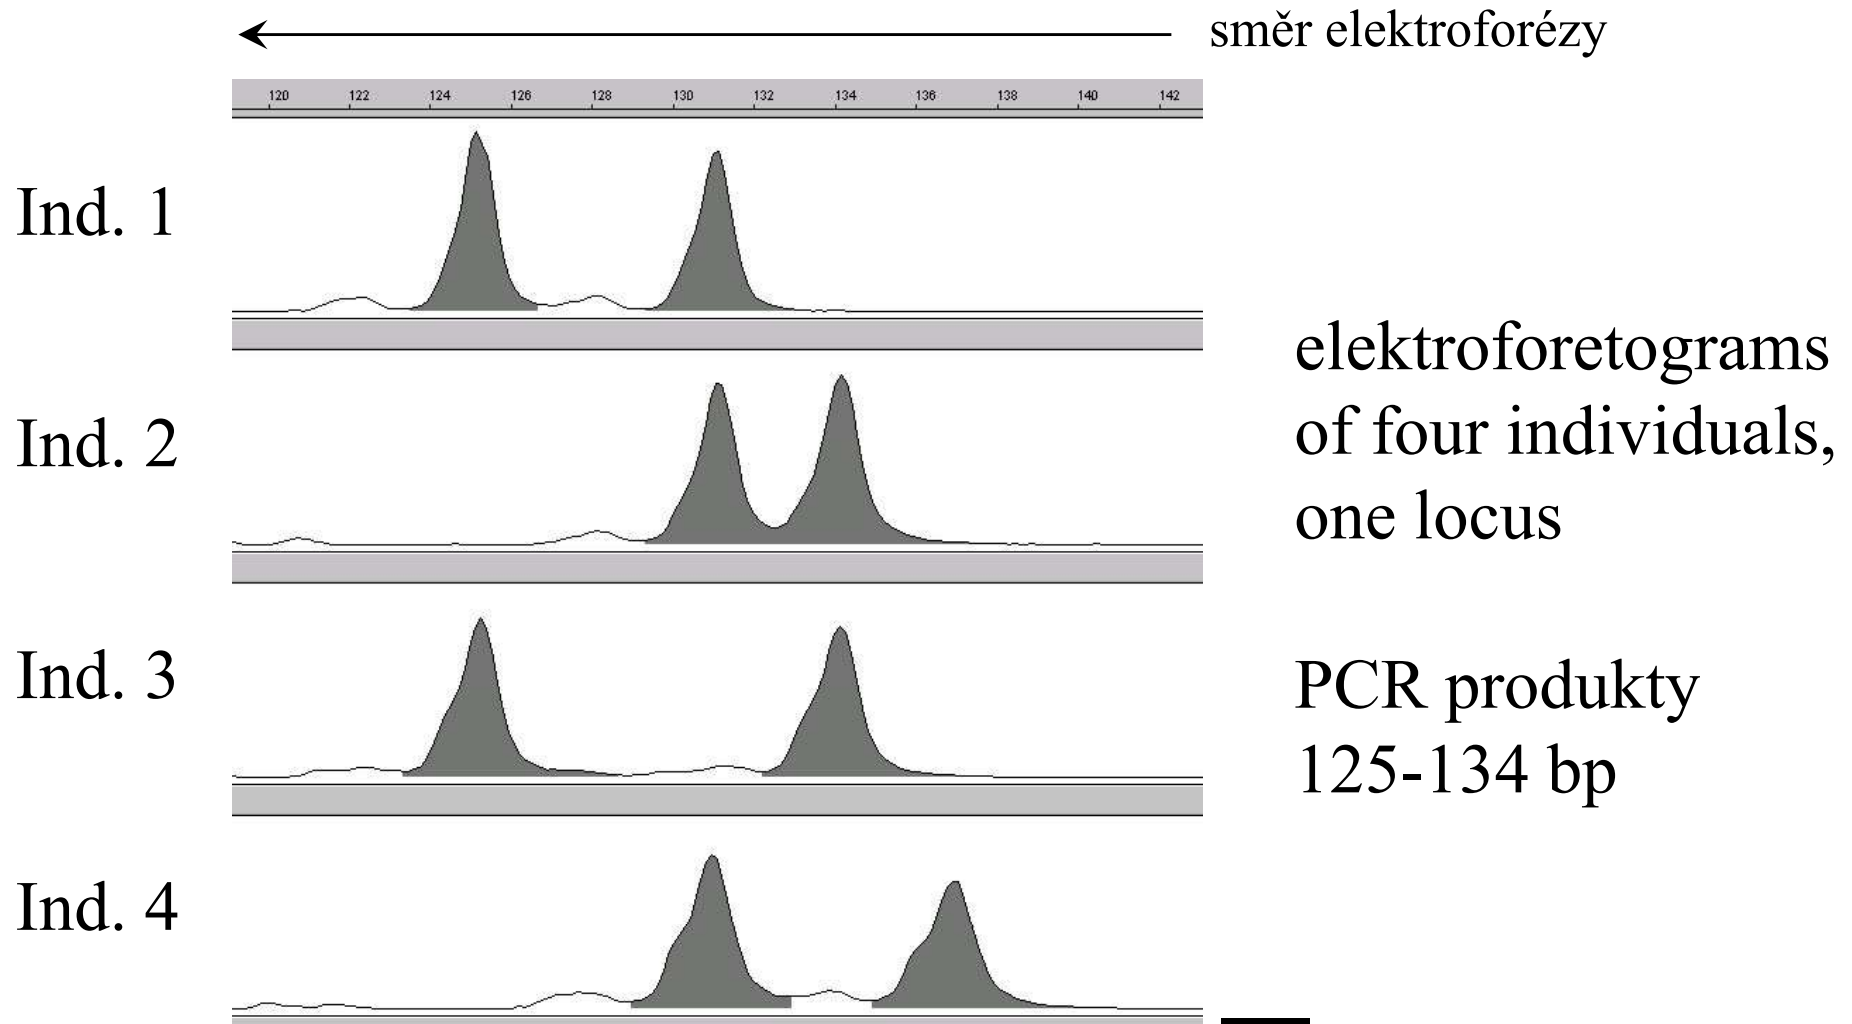 směr elektroforézy
120 122 124 126 128 130 132 134 136 138 140 142
Ind. 1
Ind. 2
Ind. 3
Ind. 4
elektroforetograms
of four individuals,
one locus
PCR produkty
125-134 bp